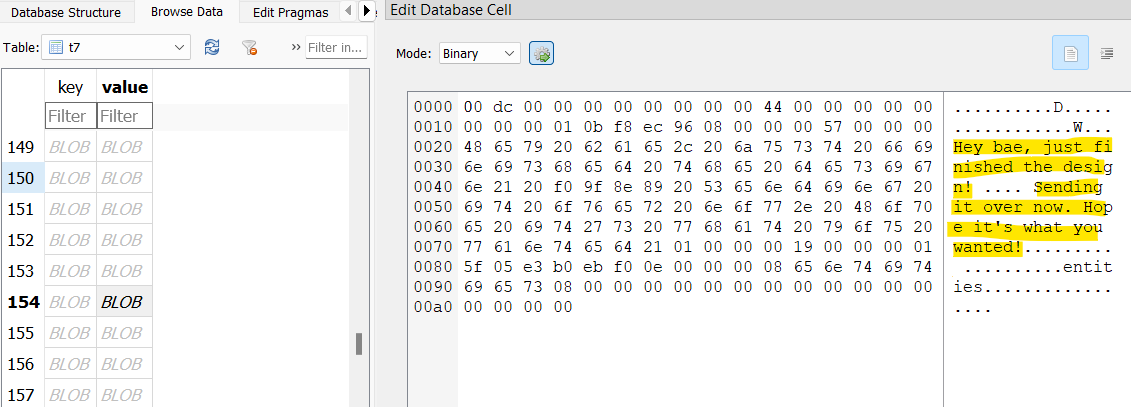 Database Structure Browse Data Edit Pragmas
Table: t7 Filter in...
key value
Filter Filter
149 BLOB BLOB
150 BLOB BLOB
151 BLOB BLOB
152 BLOB BLOB
153 BLOB BLOB
154 BLOB BLOB
155 BLOB BLOB
156 BLOB BLOB
157 BLOB BLOB
Edit Database Cell
Mode: Binary
0000 00 dc 00 00 00 00 00 00 00 00 44 00 00 00 00 00 ..........D.....
0010 00 00 00 01 0b f8 ec 96 08 00 00 00 57 00 00 00 ............W...
0020 48 65 79 20 62 61 65 2c 20 6a 75 73 74 20 66 69 Hey bae, just fi
0030 6e 69 73 68 65 64 20 74 68 65 20 64 65 73 69 67 nished the desig
0040 6e 21 20 f0 9f 8e 89 20 53 65 6e 64 69 6e 67 20 n! .... Sending
0050 69 74 20 6f 76 65 72 20 6e 6f 77 2e 20 48 6f 70 it over now. Hop
0060 65 20 69 74 27 73 20 77 68 61 74 20 79 6f 75 20 e it's what you
0070 77 61 6e 74 65 64 21 01 00 00 00 19 00 00 00 01 wanted!.........
0080 5f 05 e3 b0 eb f0 0e 00 00 00 08 65 6e 74 69 74 ..........entit
0090 69 65 73 08 00 00 00 00 00 00 00 00 00 00 00 00 ies.............
00a0 00 00 00 00 ....